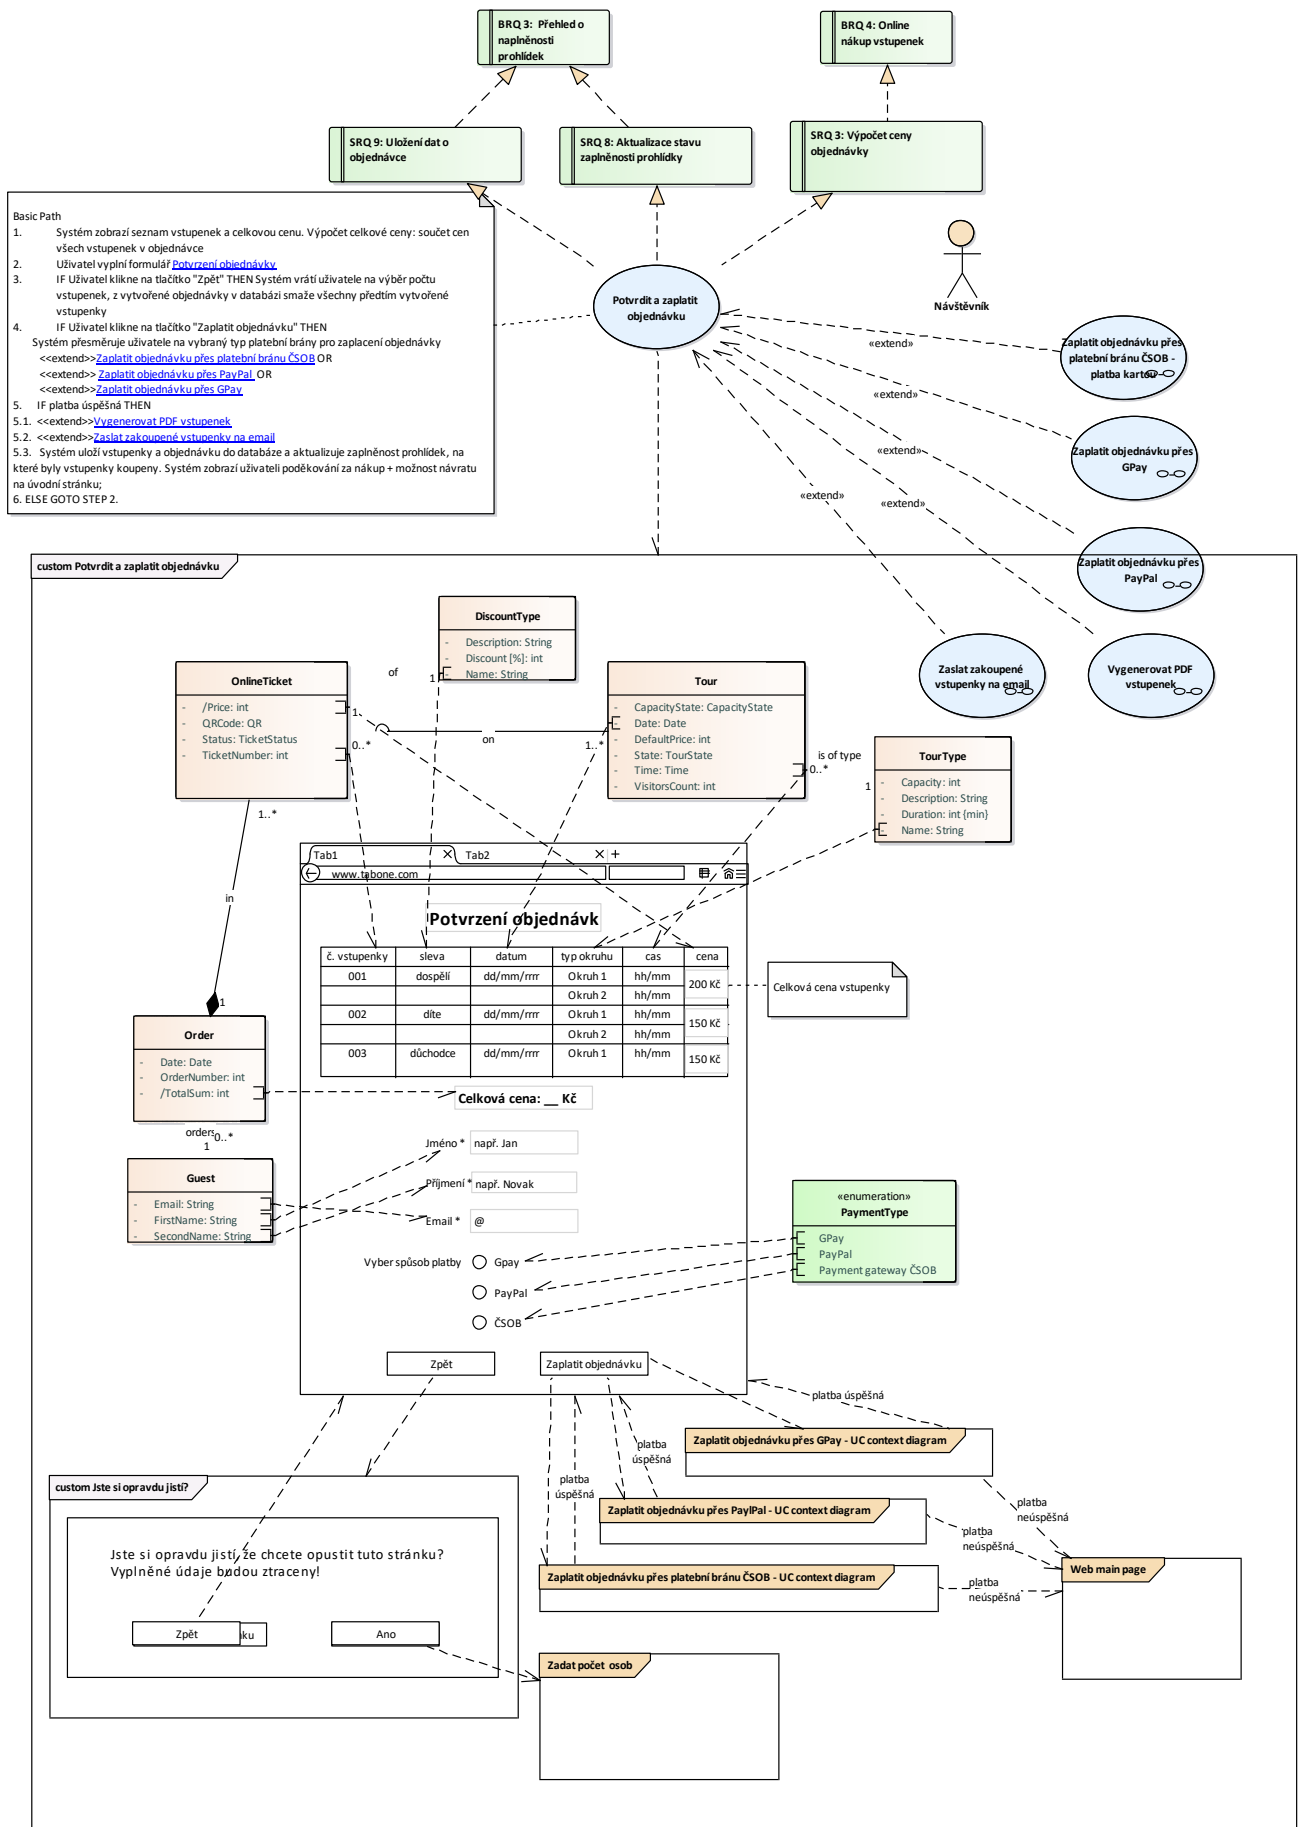 BRQ 3:  Přehled o
naplněnosti
prohlídek
BRQ 4: Online
nákup vstupenek
SRQ 9: Uložení dat o
objednávce
SRQ 8: Aktualizace stavu
zaplněnosti prohlídky
SRQ 3: Výpočet ceny
objednávky
Basic Path
1. Systém zobrazí seznam vstupenek a celkovou cenu. Výpočet celkové ceny: součet cen
všech vstupenek v objednávce
2. Uživatel vyplní formulář Potvrzení objednávky
3. IF Uživatel klikne na tlačítko "Zpět" THEN Systém vrátí uživatele na výběr počtu
vstupenek, z vytvořené objednávky v databázi smaže všechny předtím vytvořené
vstupenky
4. IF Uživatel klikne na tlačítko "Zaplatit objednávku" THEN
Systém přesměruje uživatele na vybraný typ platební brány pro zaplacení objednávky
<<extend>>Zaplatit objednávku přes platební bránu ČSOB OR
<<extend>> Zaplatit objednávku přes PayPal OR
<<extend>>Zaplatit objednávku přes GPay
5. IF platba úspěšná THEN
5.1. <<extend>>Vygenerovat PDF vstupenek
5.2. <<extend>>Zaslat zakoupené vstupenky na email
5.3. Systém uloží vstupenky a objednávku do databáze a aktualizuje zaplněnost prohlídek, na
které byly vstupenky koupeny. Systém zobrazí uživateli poděkování za nákup + možnost návratu
na úvodní stránku;
6. ELSE GOTO STEP 2.
Potvrdit a zaplatit
objednávku
Návštěvník
«extend»
«extend»
«extend»
«extend»
«extend»
Zaplatit objednávku přes
platební bránu ČSOB -
platba kartou
Zaplatit objednávku přes
GPay
Zaplatit objednávku přes
PayPal
Zaslat zakoupené
vstupenky na email
Vygenerovat PDF
vstupenek
custom Potvrdit a zaplatit objednávku
DiscountType
- Description: String
- Discount [%]: int
- Name: String
OnlineTicket
- /Price: int
- QRCode: QR
- Status: TicketStatus
- TicketNumber: int
of
1
1
0..*
on
1..*
Tour
- CapacityState: CapacityState
- Date: Date
- DefaultPrice: int
- State: TourState
- Time: Time
- VisitorsCount: int
is of type
0..*
1
TourType
- Capacity: int
- Description: String
- Duration: int {min}
- Name: String
1..*
in
1
Tab1
Tab2
www.tabone.com
Potvrzení objednávk
č. vstupenky sleva datum typ okruhu cas cena
001 dospělí dd/mm/rrrr Okruh 1 hh/mm 200 Kč
Okruh 2 hh/mm
002 díte dd/mm/rrrr Okruh 1 hh/mm 150 Kč
Okruh 2 hh/mm
003 důchodce dd/mm/rrrr Okruh 1 hh/mm 150 Kč
Celková cena vstupenky
Order
- Date: Date
- OrderNumber: int
- /TotalSum: int
Celková cena: __ Kč
orders
0..*
1
Guest
- Email: String
- FirstName: String
- SecondName: String
Jméno * např. Jan
Příjmení * např. Novak
Email * @
Vyber spůsob platby
Gpay
PayPal
ČSOB
«enumeration»
PaymentType
GPay
PayPal
Payment gateway ČSOB
Zpět
Zaplatit objednávku
platba úspěšná
platba
úspěšná
platba
úspěšná
Zaplatit objednávku přes GPay - UC context diagram
Zaplatit objednávku přes PaylPal - UC context diagram
Zaplatit objednávku přes platební bránu ČSOB - UC context diagram
platba
neúspěšná
platba
neúspěšná
platba
neúspěšná
Web main page
custom Jste si opravdu jistí?
Jste si opravdu jistí, že chcete opustit tuto stránku?
Vyplněné údaje budou ztraceny!
Zpět
ku
Ano
Zadat počet  osob